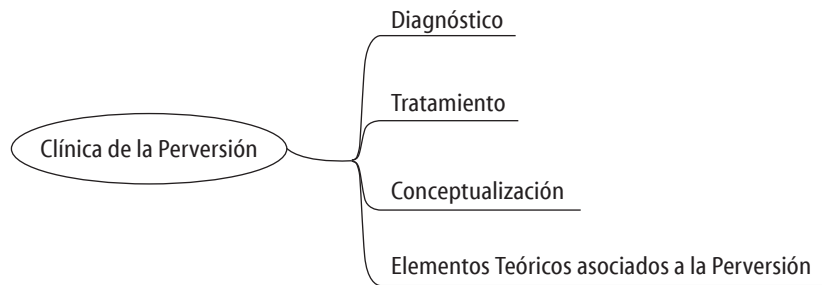 Diagnóstico
Tratamiento
Clínica de la Perversión
Conceptualización
Elementos Teóricos asociados a la Perversión